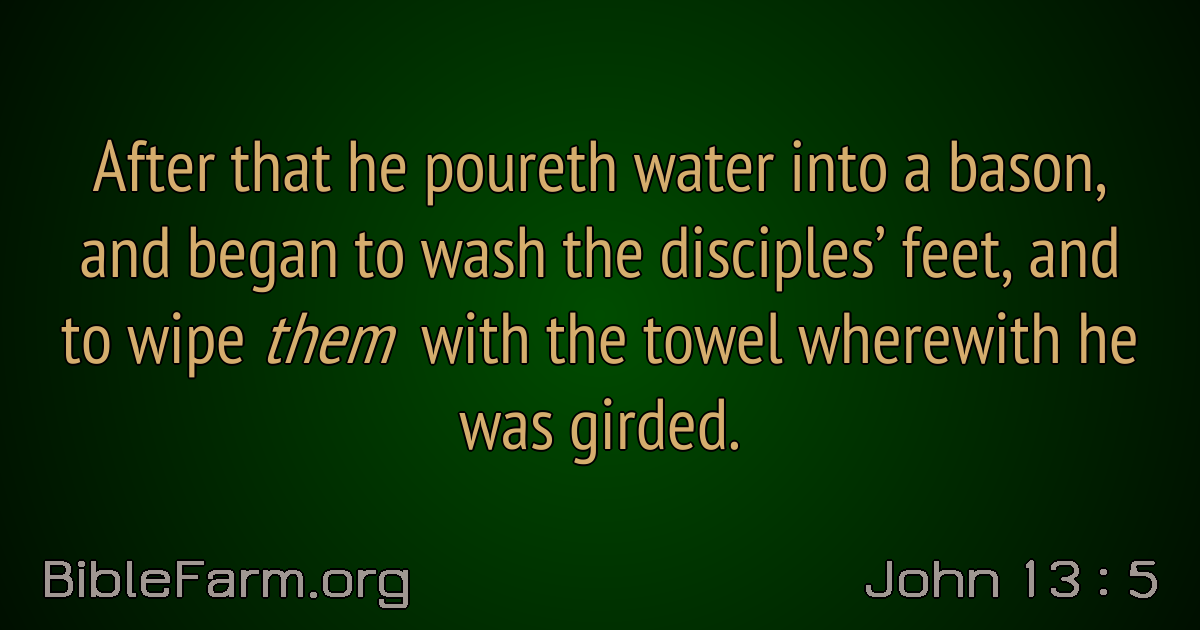 After that he poureth water into a bason,
and began to wash the disciples’ feet, and
to wipe them with the towel wherewith he
was girded.
BibleFarm.org
John 13 : 5